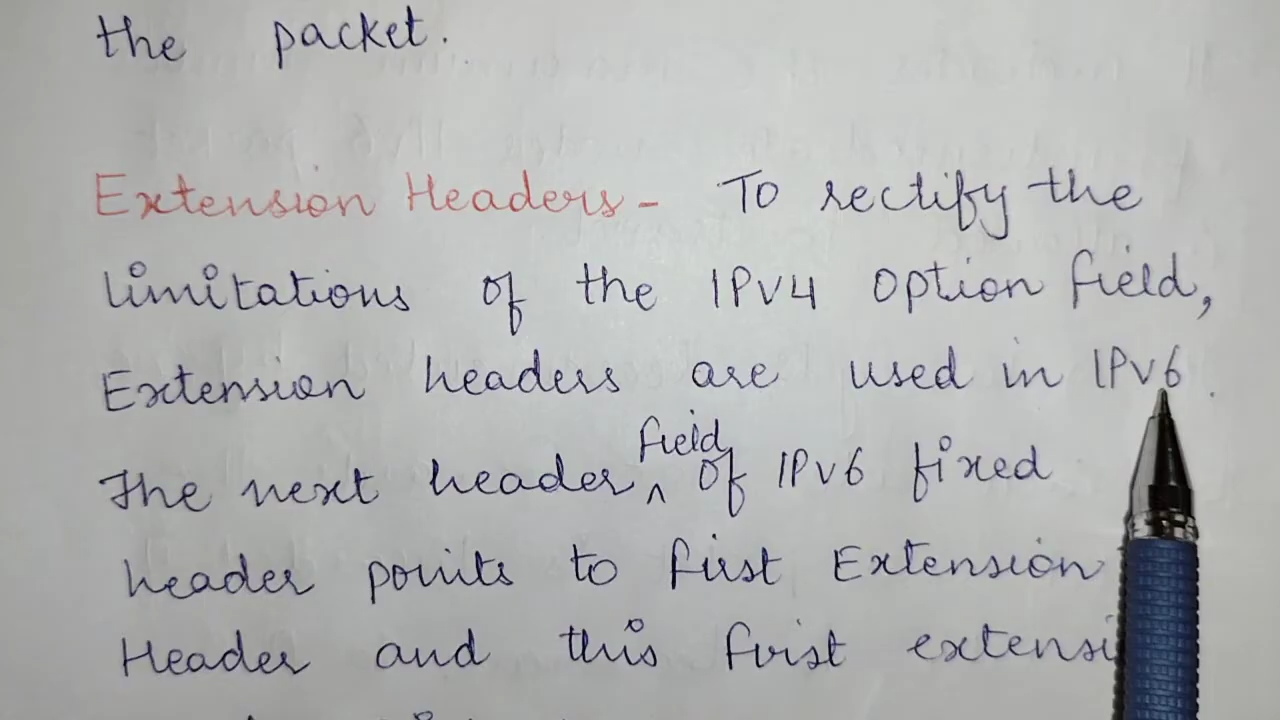 the packet.
Extension Headers - To rectify the
limitations of the IPV4 Option field,
Extension headers are used in IPV6.
The next header field of IPV6 fixed
header points to first Extension
Header and this first extensi